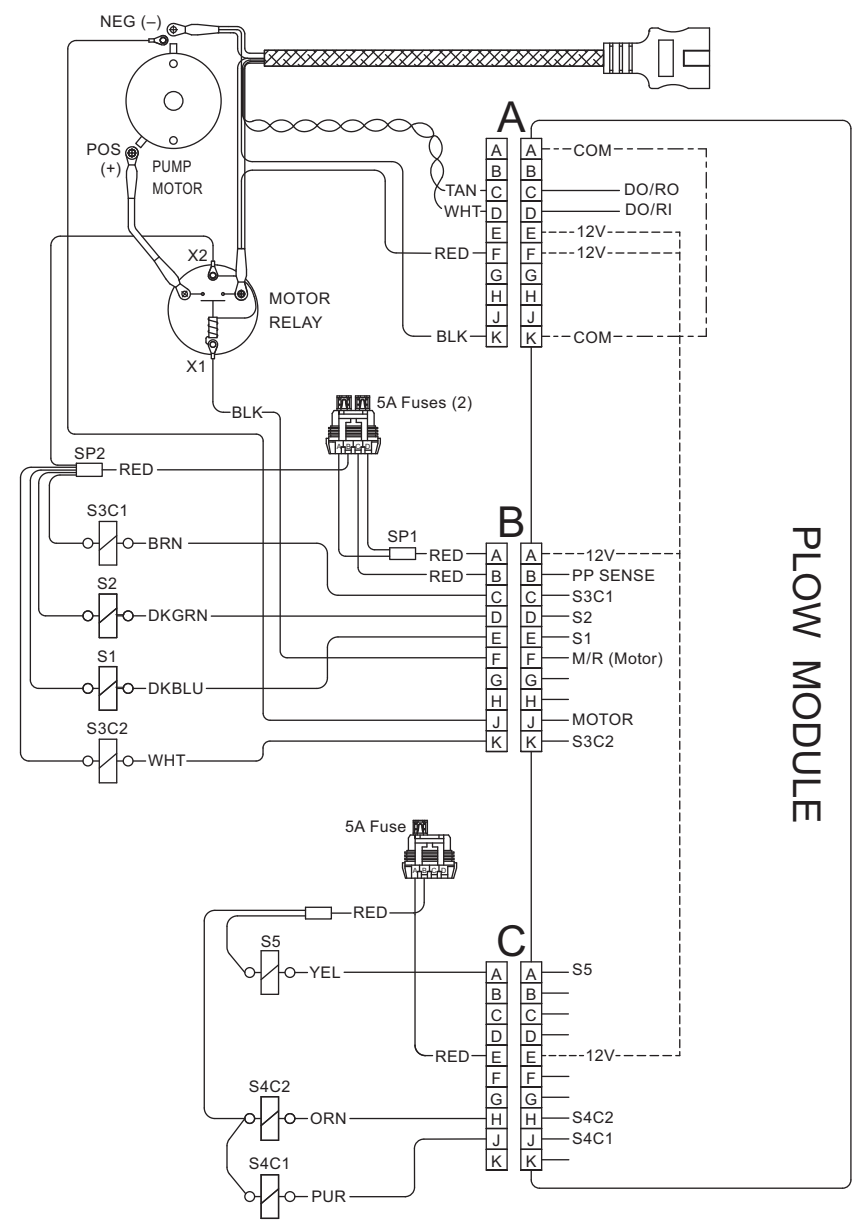 NEG (–)
POS
(+)
PUMP
MOTOR
X2
MOTOR
RELAY
X1
BLK
TAN
WHT
RED
BLK
A
A
B
C
D
E
F
G
H
J
K
A
B
C
D
E
F
G
H
J
K
COM
DO/RO
DO/RI
12V
12V
COM
5A Fuses (2)
A B C D
SP2
RED
SP1
RED
RED
S3C1
BRN
S2
DKGRN
S1
DKBLU
S3C2
WHT
B
A
B
C
D
E
F
G
H
J
K
A
B
C
D
E
F
G
H
J
K
12V
PP SENSE
S3C1
S2
S1
M/R (Motor)
MOTOR
S3C2
PLOW MODULE
5A Fuse
A B C D
RED
S5
YEL
RED
S4C2
ORN
S4C1
PUR
C
A
B
C
D
E
F
G
H
J
K
A
B
C
D
E
F
G
H
J
K
S5
12V
S4C2
S4C1